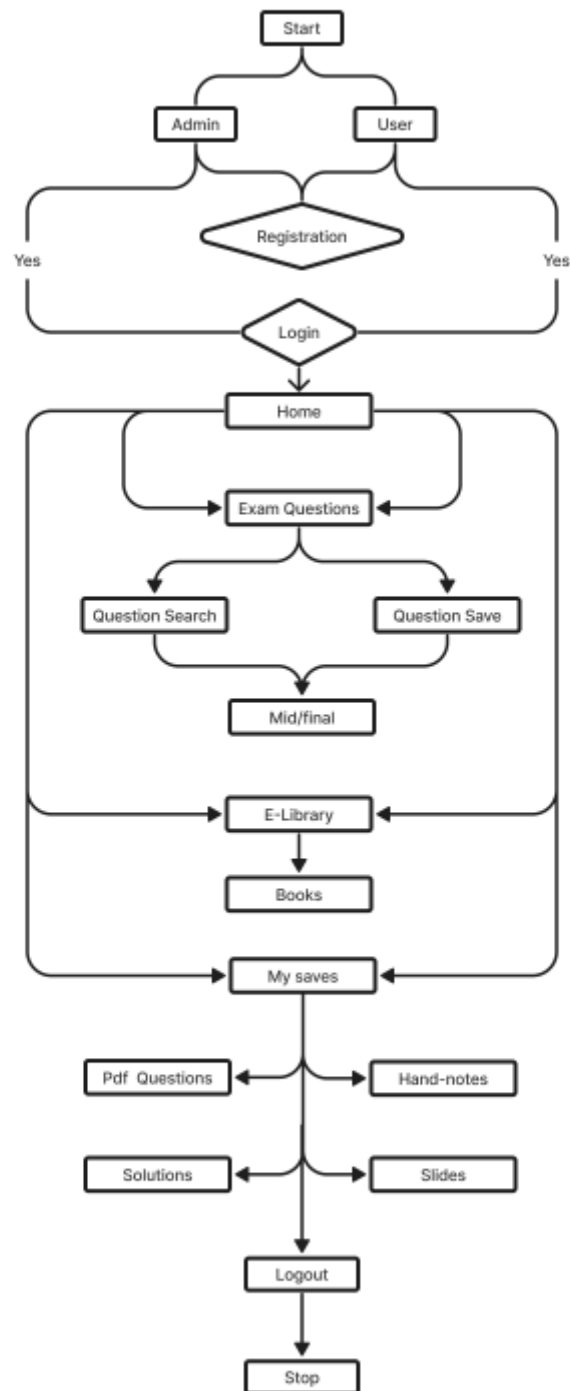 Start
Admin
User
Registration
Yes
Yes
Login
Home
Exam Questions
Question Search
Question Save
Mid/final
E-Library
Books
My saves
Pdf Questions
Hand-notes
Solutions
Slides
Logout
Stop